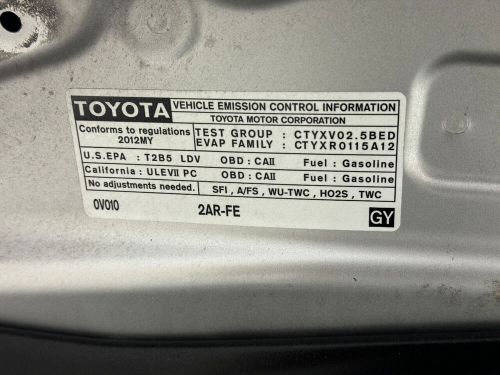 TOYOTA VEHICLE EMISSION CONTROL INFORMATION
TOYOTA MOTOR CORPORATION
Conforms to regulations
2012MY
TEST GROUP : CTYXV02.5BED
EVAP FAMILY : CTYXR0115A12
U.S.EPA : T2B5 LDV OBD : CAII Fuel : Gasoline
California : ULEVII PC OBD : CAII Fuel : Gasoline
No adjustments needed. SFI , A/FS , WU-TWC , HO2S , TWC
0V010 2AR-FE GY